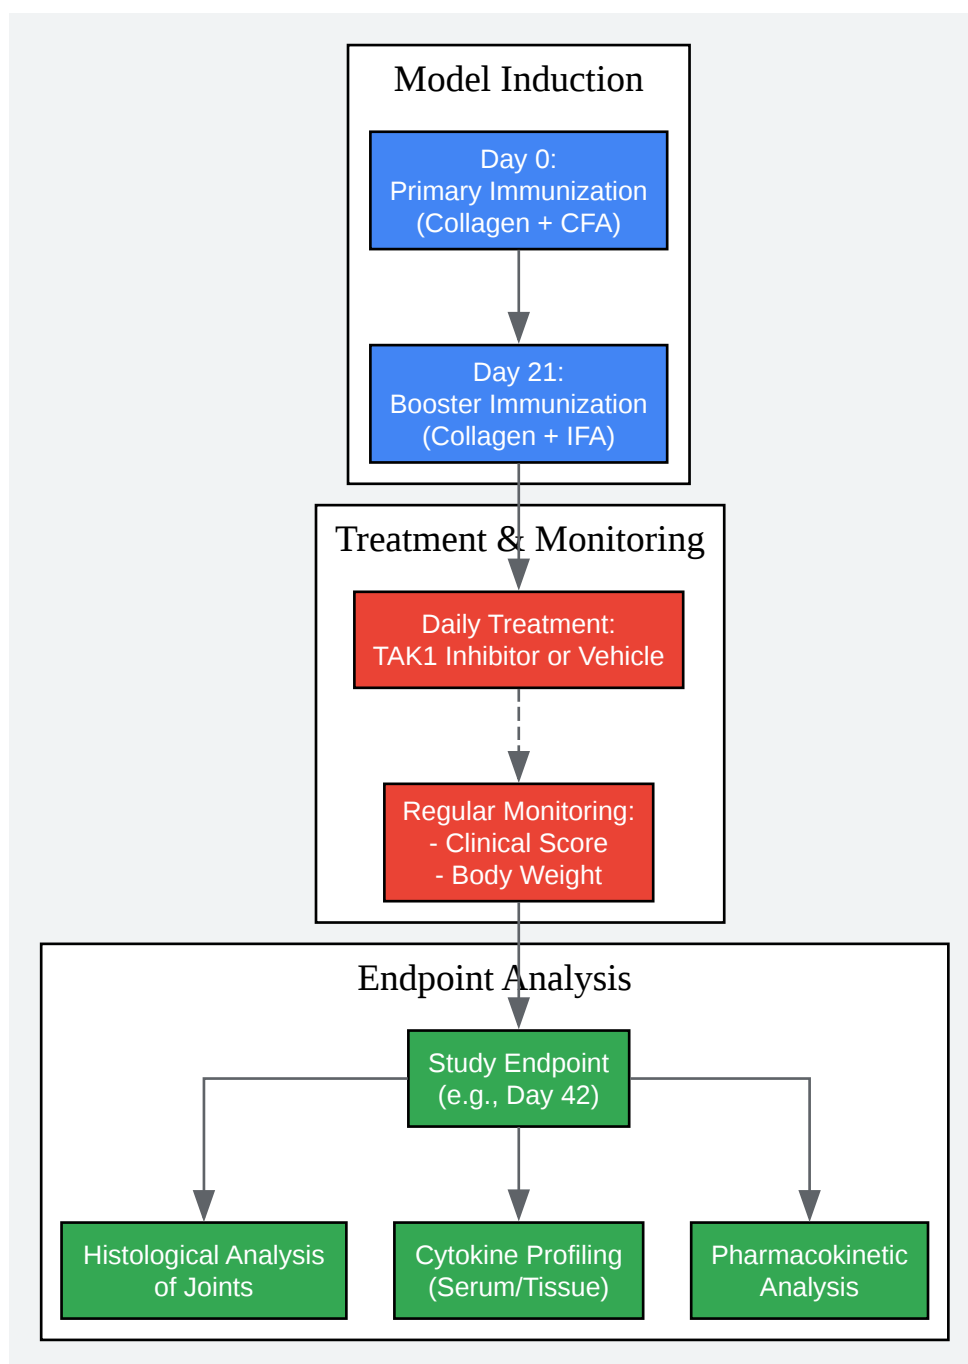 Model Induction
Day 0:
Primary Immunization
(Collagen + CFA)
Day 21:
Booster Immunization
(Collagen + IFA)
Treatment & Monitoring
Daily Treatment:
TAK1 Inhibitor or Vehicle
Regular Monitoring:
- Clinical Score
- Body Weight
Endpoint Analysis
Study Endpoint
(e.g., Day 42)
Histological Analysis
of Joints
Cytokine Profiling
(Serum/Tissue)
Pharmacokinetic
Analysis